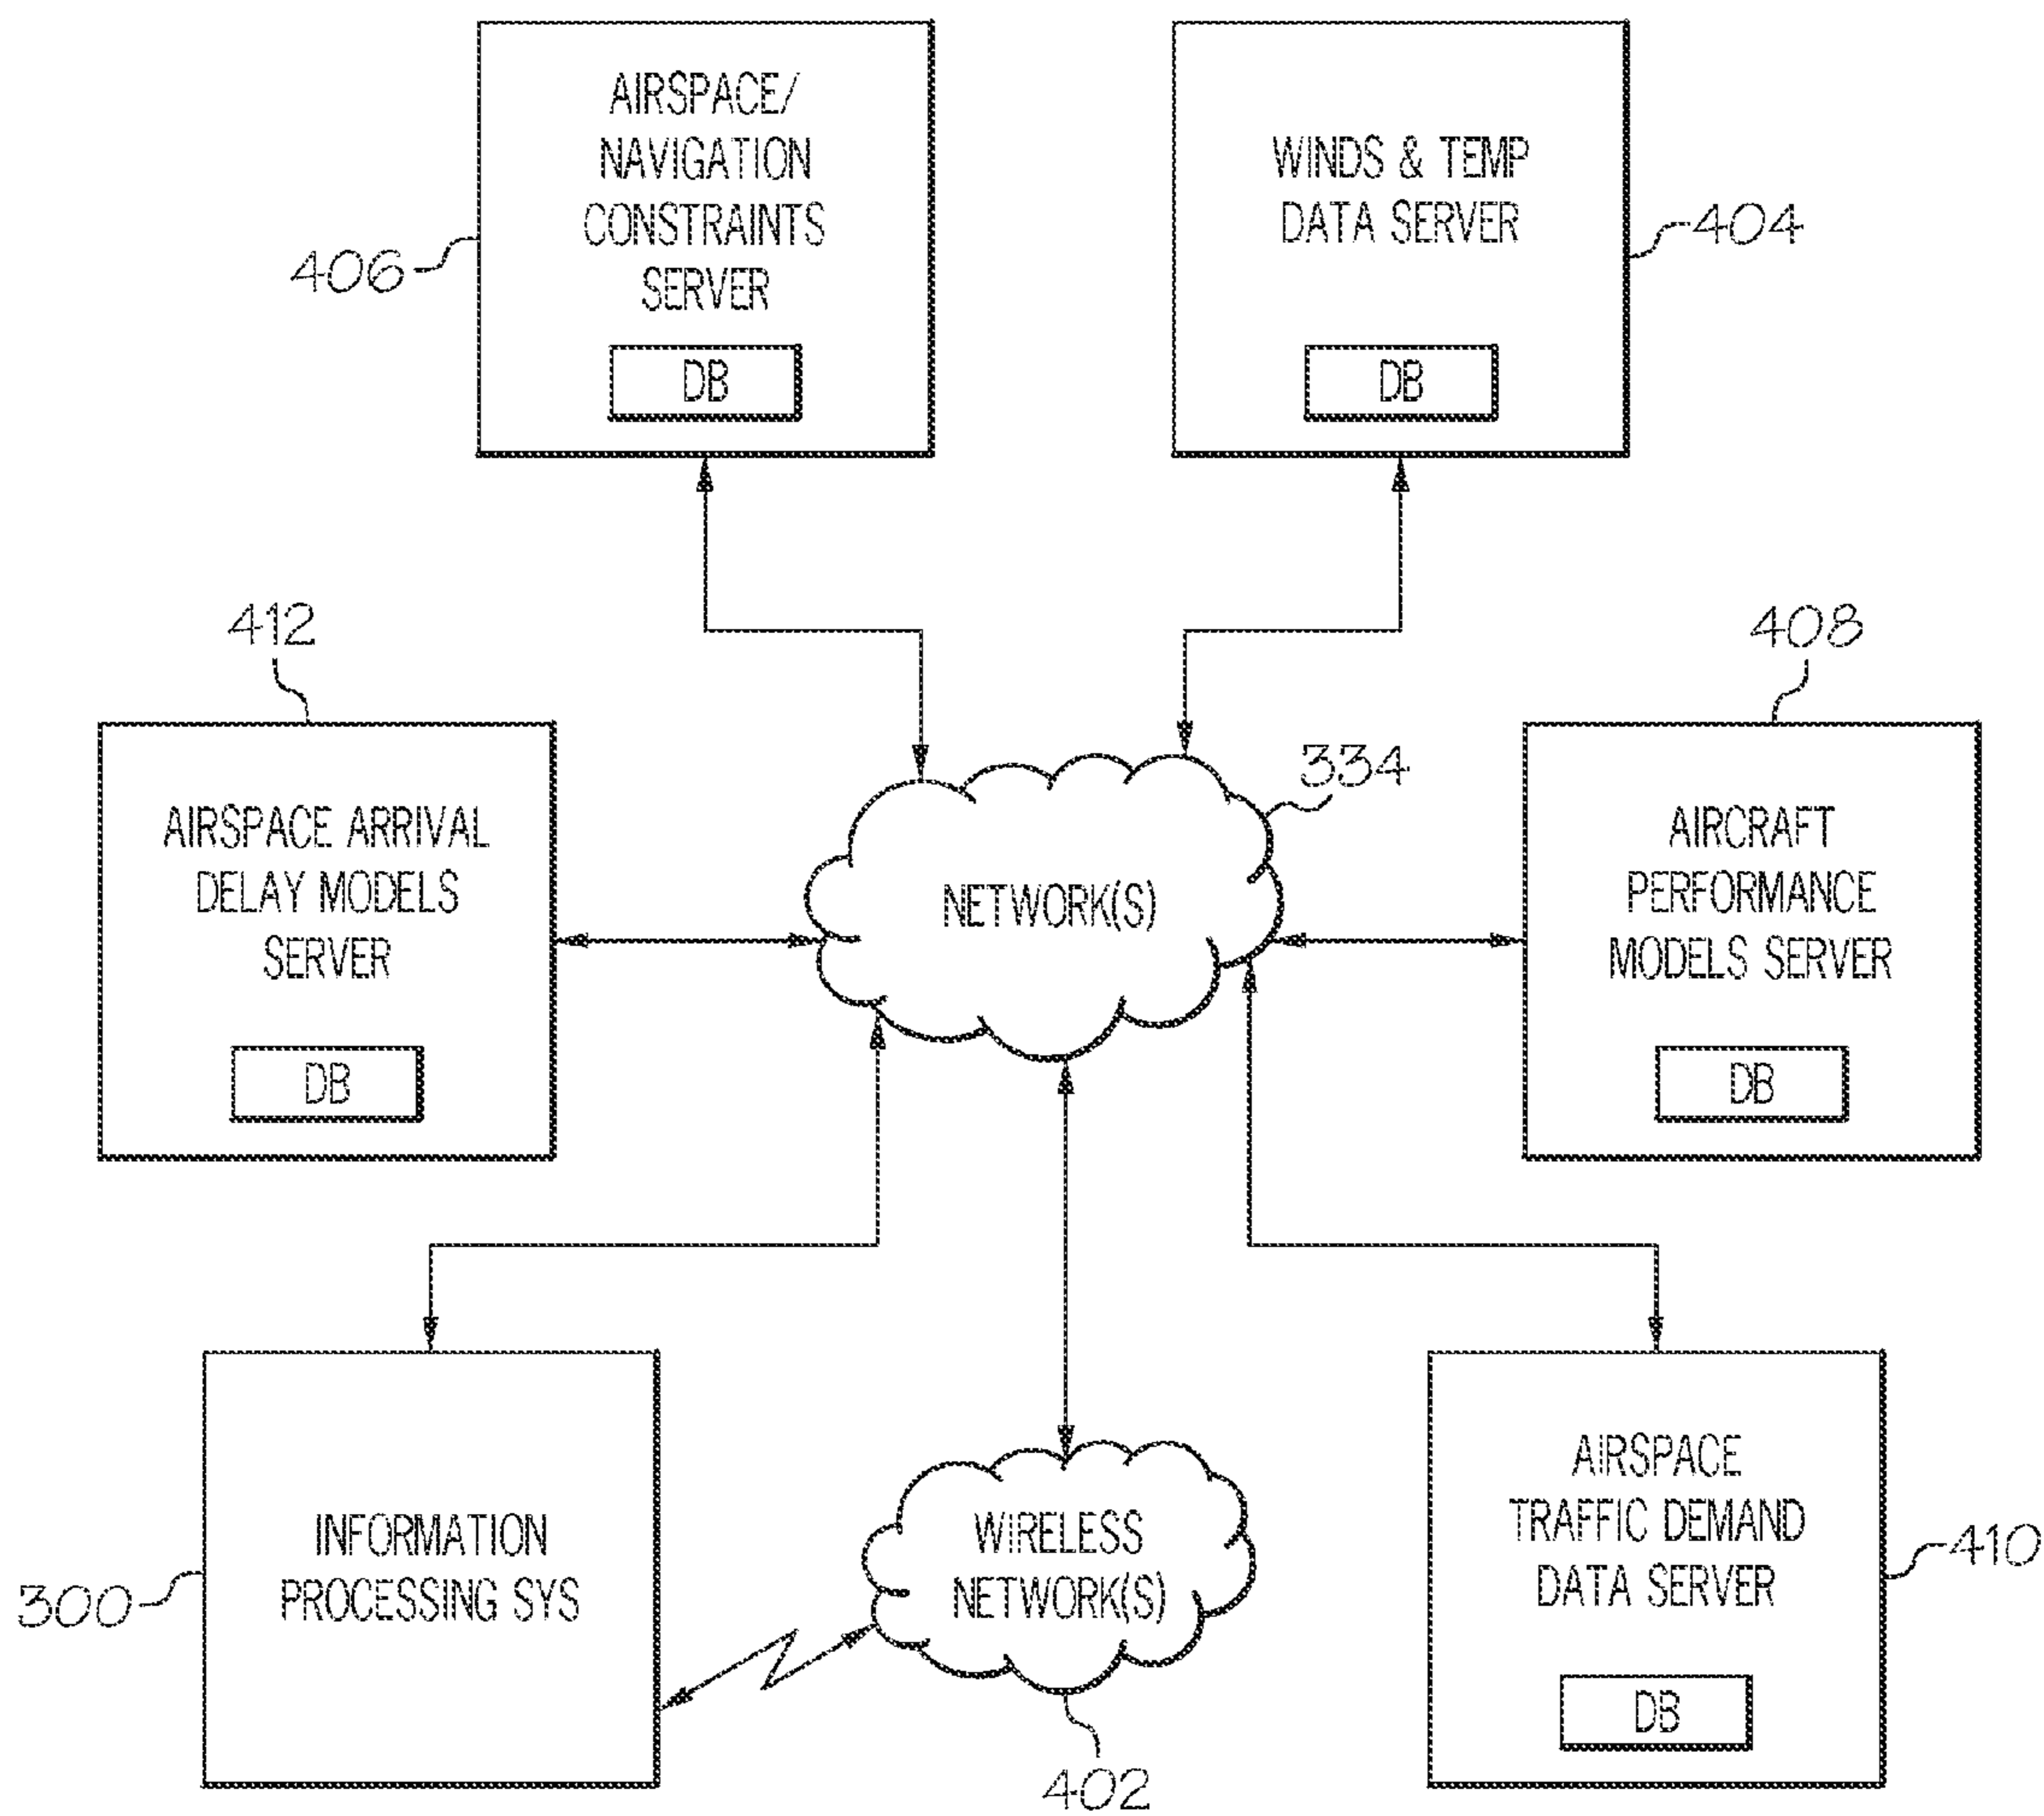 AIRSPACE/
NAVIGATION
CONSTRAINTS
SERVER
DB
406
WINDS & TEMP
DATA SERVER
DB
404
412
AIRSPACE ARRIVAL
DELAY MODELS
SERVER
DB
334
NETWORK(S)
408
AIRCRAFT
PERFORMANCE
MODELS SERVER
DB
300
INFORMATION
PROCESSING SYS
WIRELESS
NETWORK(S)
402
AIRSPACE
TRAFFIC DEMAND
DATA SERVER
DB
410